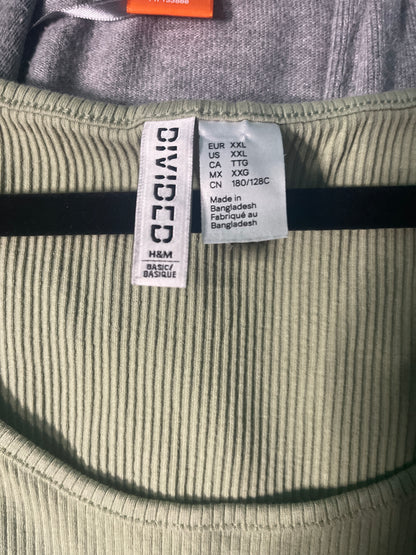 DIVIDED
H&M
BASIC/
BASIQUE
EUR XXL
US XXL
CA TTG
MX XXG
CN 180/128C
Made in
Bangladesh
Fabriqué au
Bangladesh